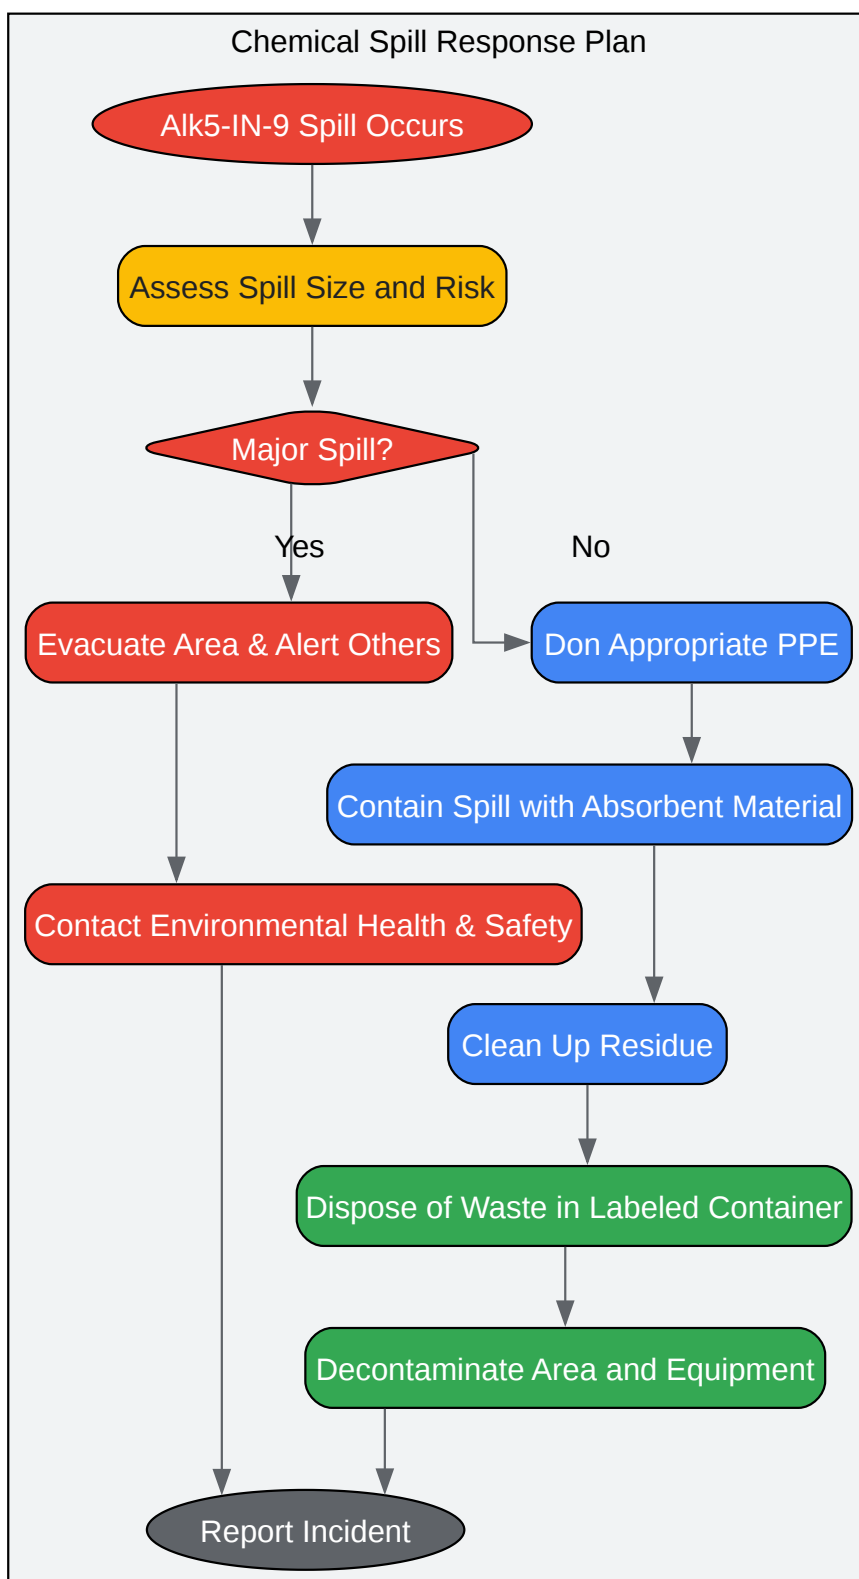 Chemical Spill Response Plan
Alk5-IN-9 Spill Occurs
Assess Spill Size and Risk
Major Spill?
Yes
No
Evacuate Area & Alert Others
Don Appropriate PPE
Contain Spill with Absorbent Material
Contact Environmental Health & Safety
Clean Up Residue
Dispose of Waste in Labeled Container
Decontaminate Area and Equipment
Report Incident